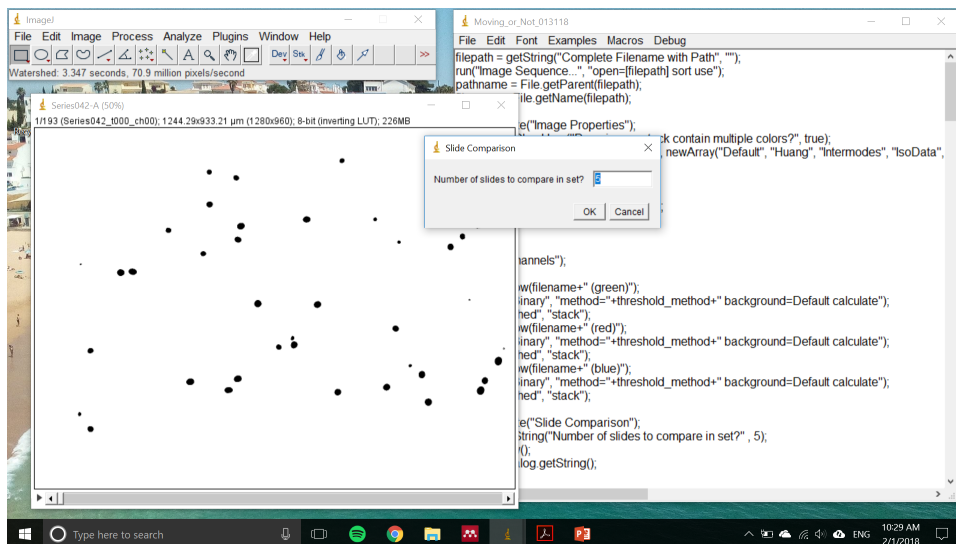 ImageJ
File Edit Image Process Analyze Plugins Window Help
Dev Stk >>
Watershed: 3.347 seconds, 70.9 million pixels/second
Series042-A (50%)
1/193 (Series042_t000_ch00); 1244.29x933.21 µm (1280x960); 8-bit (inverting LUT); 226MB
Moving_or_Not_013118
File Edit Font Examples Macros Debug
filepath = getString("Complete Filename with Path", "");
run("Image Sequence...", "open=[filepath] sort use");
pathname = File.getParent(filepath);
ile.getName(filepath);
e("Image Properties");
k contain multiple colors?", true);
, newArray("Default", "Huang", "Intermodes", "IsoData",
;
annels");
ow(filename+" (green)");
inary", "method="+threshold_method+" background=Default calculate");
hed", "stack");
ow(filename+" (red)");
inary", "method="+threshold_method+" background=Default calculate");
hed", "stack");
ow(filename+" (blue)");
inary", "method="+threshold_method+" background=Default calculate");
hed", "stack");
e("Slide Comparison");
String("Number of slides to compare in set?" , 5);
();
log.getString();
Slide Comparison
Number of slides to compare in set? 5
OK Cancel
Type here to search
ENG
10:29 AM
2/1/2018